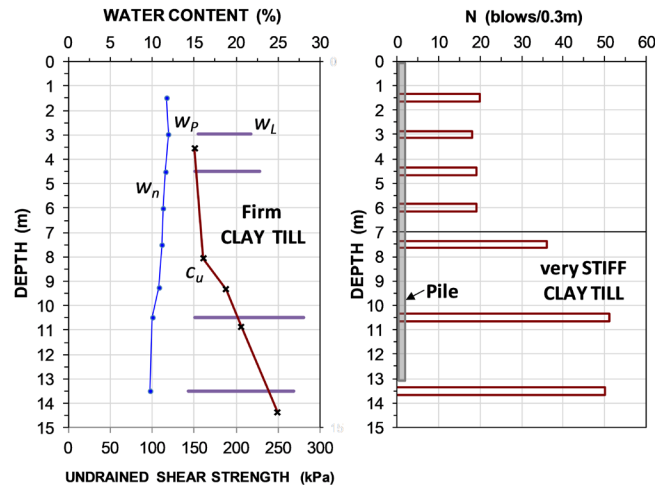 WATER CONTENT (%)
0 5 10 15 20 25 30
0
1
2
3
4
5
6
7
8
9
10
11
12
13
14
15
DEPTH (m)
wP
wL
wn
Firm
CLAY TILL
cu
0
1b
0 50 100 150 200 250 300
UNDRAINED SHEAR STRENGTH (kPa)
N (blows/0.3m)
0 10 20 30 40 50 60
0
1
2
3
4
5
6
7
8
9
10
11
12
13
14
15
DEPTH (m)
very STIFF
CLAY TILL
Pile